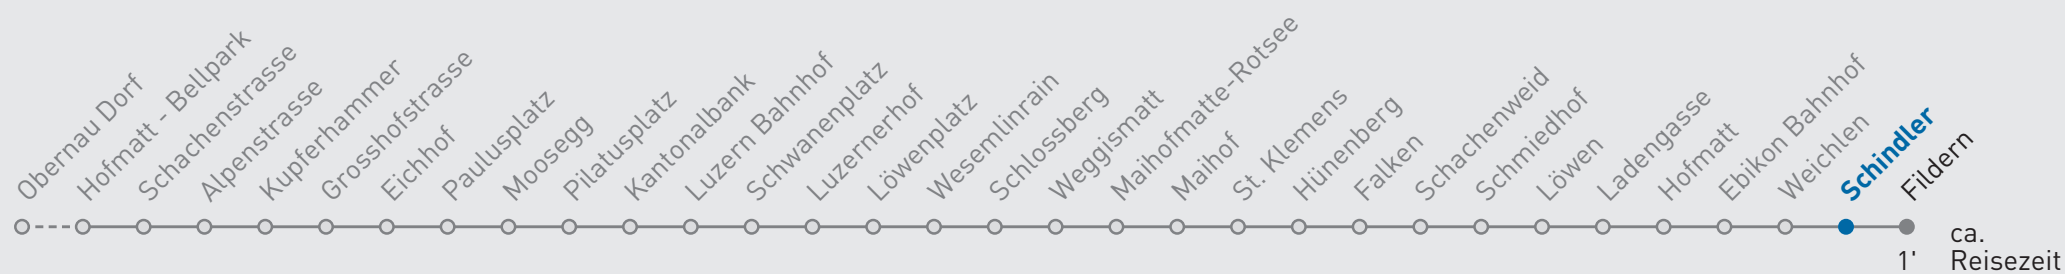 Obernau Dorf
Hofmatt - Bellpark
Schachenstrasse
Alpenstrasse
Kupferhammer
Grosshofstrasse
Eichhof
Paulusplatz
Moosegg
Pilatusplatz
Kantonalbank
Luzern Bahnhof
Schwanenplatz
Luzernerhof
Löwenplatz
Wesemlinrain
Schlossberg
Weggismatt
Maihofmatte-Rotsee
Maihof
St. Klemens
Hünenberg
Falken
Schachenweid
Schmiedhof
Löwen
Ladengasse
Hofmatt
Ebikon Bahnhof
Weichlen
Schindler
Fildern
ca.
1' Reisezeit